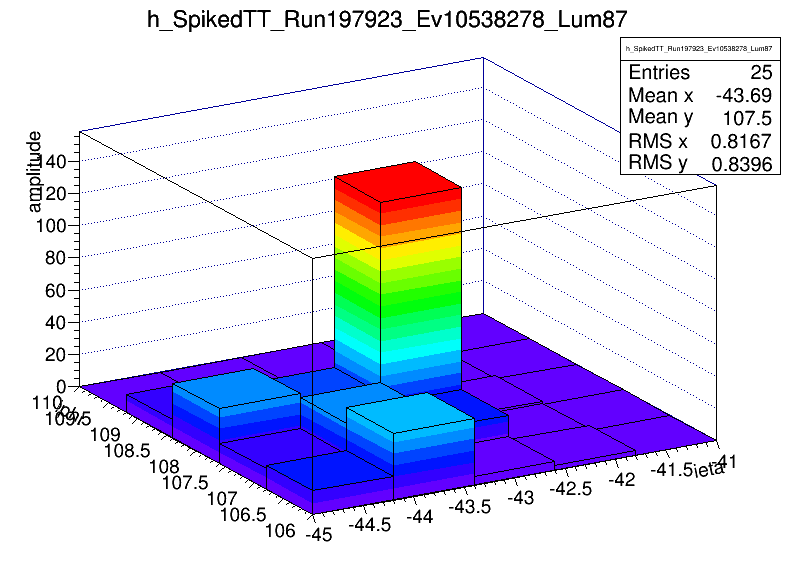 h_SpikedTT_Run197923_Ev10538278_Lum87
h_SpikedTT_Run197923_Ev10538278_Lum87
Entries 25
Mean x -43.69
Mean y 107.5
RMS x 0.8167
RMS y 0.8396
amplitude
140
120
100
80
60
40
20
0
110
109.5
109
108.5
108
107.5
107
106.5
106
-45
-44.5
-44
-43.5
-43
-42.5
-42
-41.5
-41
ieta